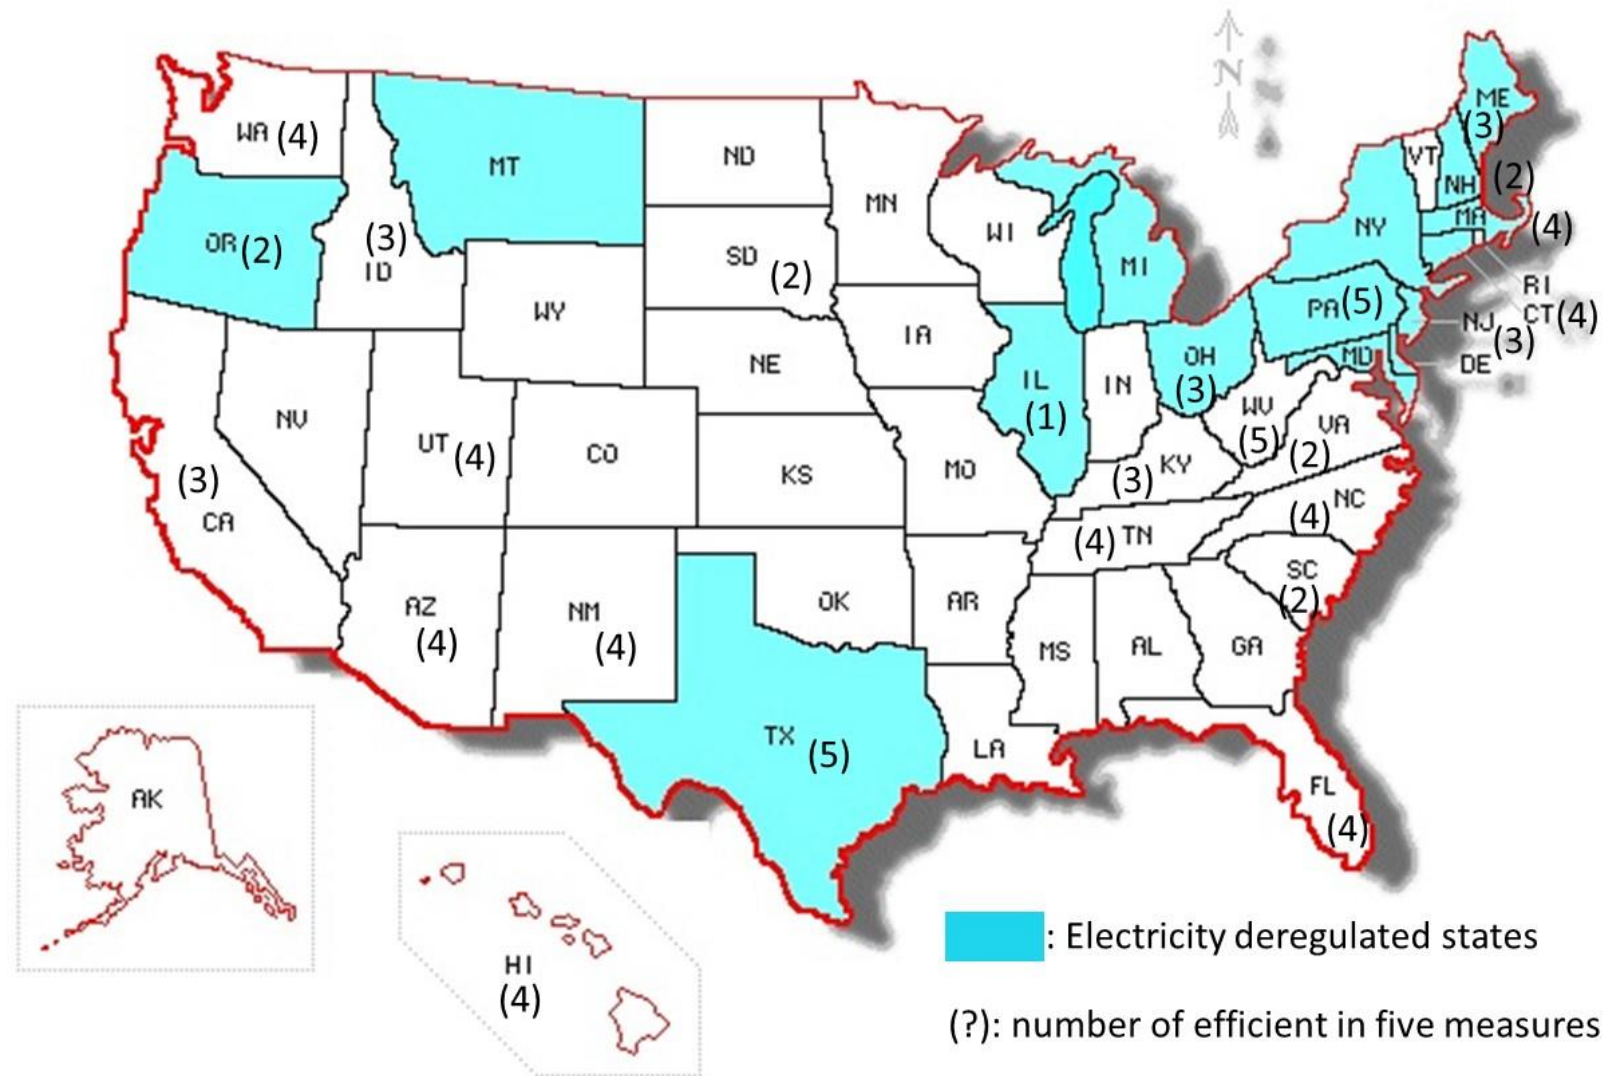 N
ME
(3)
WA (4)
MT
ND
VT
MN
NH
(2)
MA
(4)
OR (2)
(3)
ID
SD
(2)
WI
MI
NY
RI
CT (4)
WY
PA (5)
NJ
(3)
IA
OH
(3)
MD
DE
NE
IL
(1)
IN
NV
UT (4)
CO
WV
(5)
VA
(2)
KS
MO
KY
(3)
(3)
CA
NC
(4)
TN
(4)
SC
(2)
AZ
(4)
NM
(4)
OK
AR
MS
AL
GA
TX
(5)
LA
FL
(4)
AK
HI
(4)
: Electricity deregulated states
(?): number of efficient in five measures